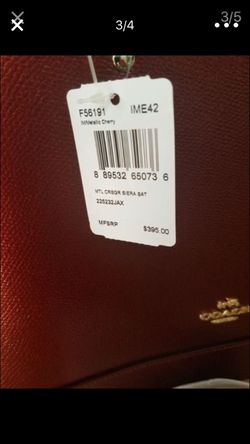 3/5
3/4
F56191 IME42
IM/Metallic Cherry
8 89532 65073 6
MTL CRSGR SIERA SAT
225232JAX
MFSRP
$395.00
COACH